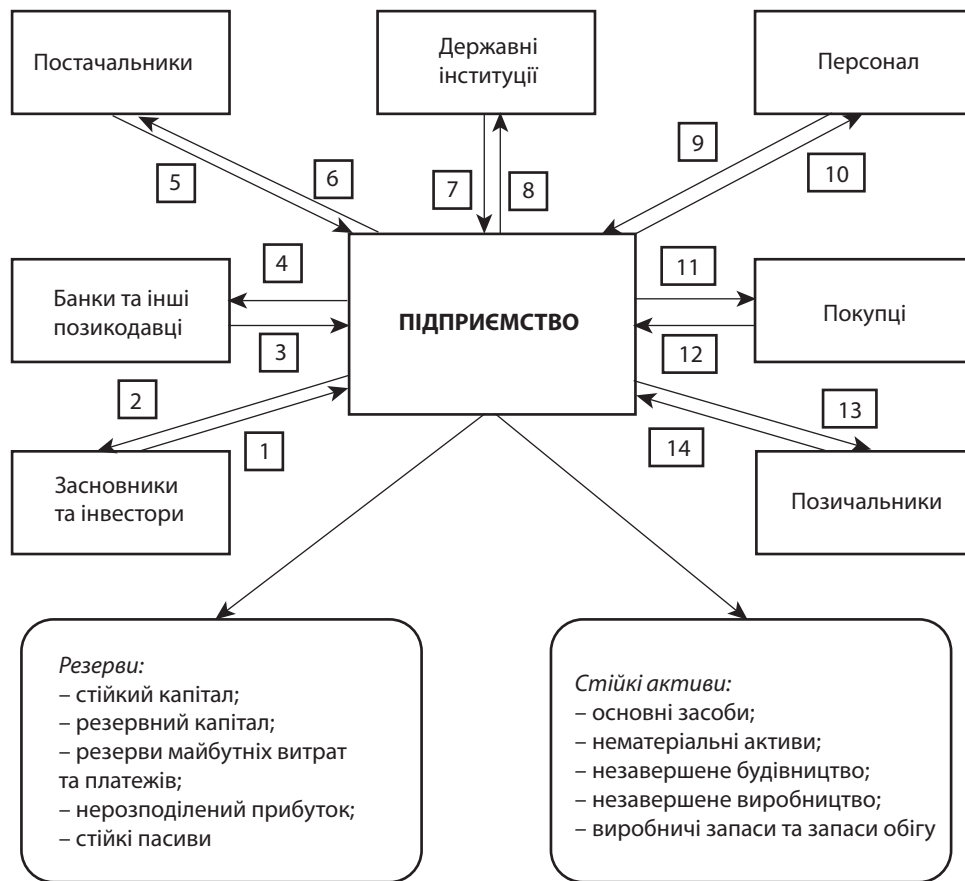 Постачальники
Державні
інституції
Персонал
5
6
7
8
9
10
4
Банки та інші
позикодавці
3
ПІДПРИЄМСТВО
11
Покупці
12
2
1
Засновники
та інвестори
13
14
Позичальники
Резерви:
– стійкий капітал;
– резервний капітал;
– резерви майбутніх витрат
та платежів;
– нерозподілений прибуток;
– стійкі пасиви
Стійкі активи:
– основні засоби;
– нематеріальні активи;
– незавершене будівництво;
– незавершене виробництво;
– виробничі запаси та запаси обігу